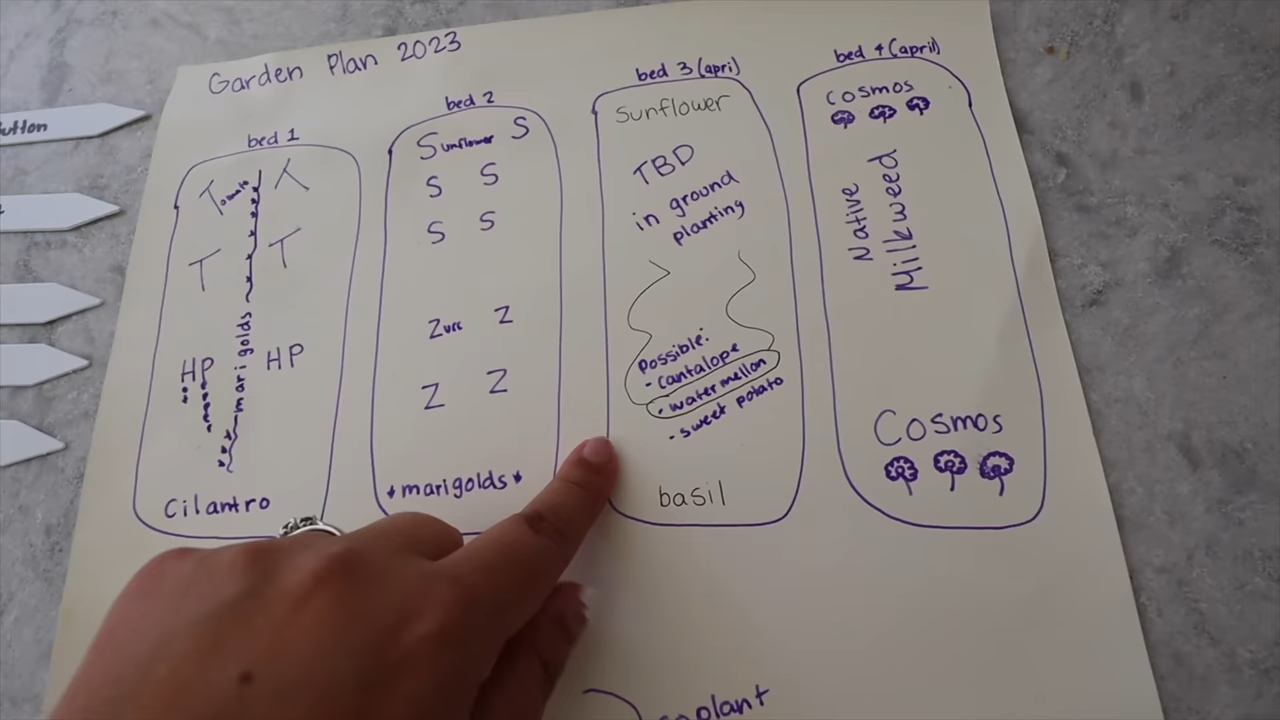 Garden Plan 2023
bed 1
Tomato T
T T
HP HP
marigolds
Cilantro
bed 2
Sunflower S
S S
S S
Zucc Z
Z Z
*marigolds*
bed 3 (apri)
Sunflower
TBD
in ground
planting
possible:
- cantalope
- watermellon
- sweet potato
basil
bed 4 (april)
Cosmos
Native
Milkweed
Cosmos